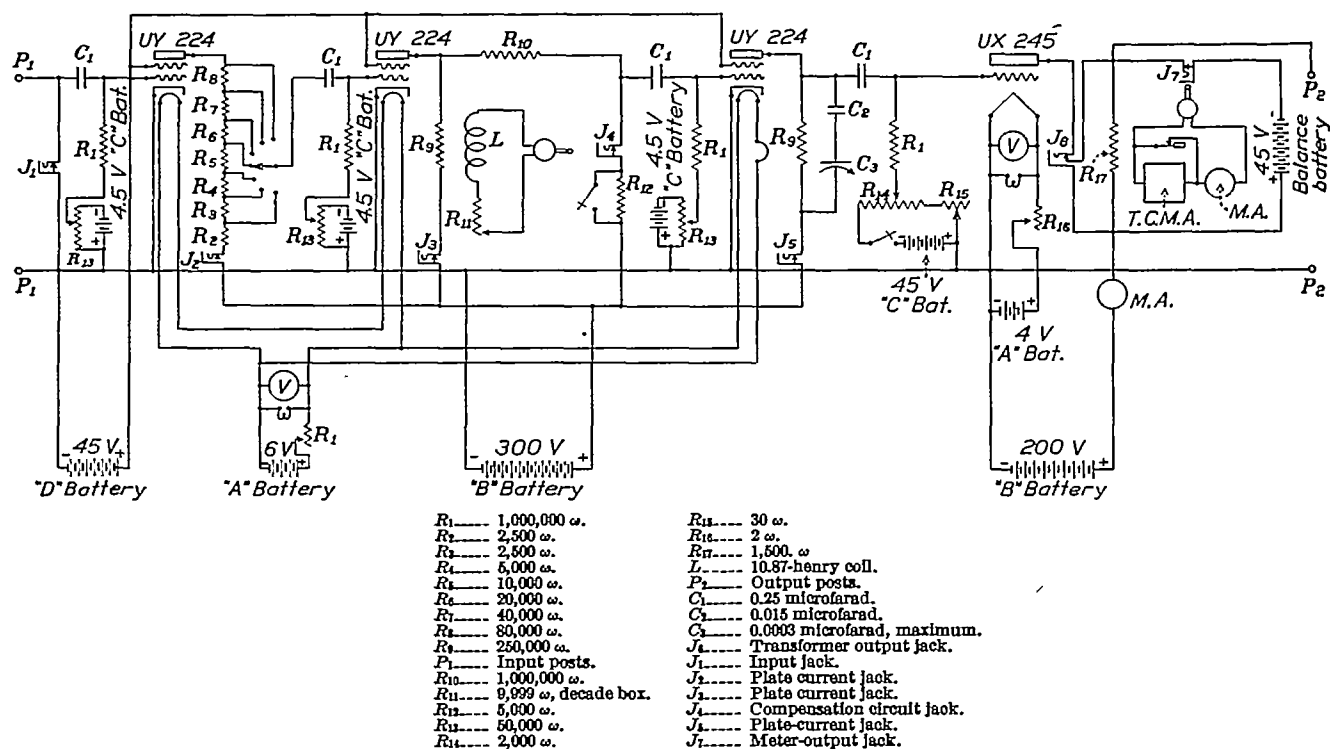 UY 224
UY 224
UY 224
UX 245
P1
C1
R8
R7
R6
R5
R4
R3
R2
J1
R1
R13
4.5 V "C" Bat.
J2
C1
R1
R13
4.5 V "C" Bat.
R9
J3
R10
L
R11
J4
R12
C1
4.5 V
"C" Battery
R1
R13
R9
J5
C1
C2
C3
R1
R14
R15
45 V
"C" Bat.
V
ω
R16
4 V
"A" Bat.
J6
R17
J7
T.C.M.A.
M.A.
45 V
Balance
battery
P2
P1
P2
M.A.
V
ω
R1
45 V
"D" Battery
6V
"A" Battery
300 V
"B" Battery
200 V
"B" Battery
R1----- 1,000,000 ω.
R2----- 2,500 ω.
R3----- 2,500 ω.
R4----- 5,000 ω.
R5----- 10,000 ω.
R6----- 20,000 ω.
R7----- 40,000 ω.
R8----- 80,000 ω.
R9----- 250,000 ω.
P1----- Input posts.
R10----- 1,000,000 ω.
R11----- 9,999 ω, decade box.
R12----- 5,000 ω.
R13----- 50,000 ω.
R14----- 2,000 ω.
R15----- 30 ω.
R16----- 2 ω.
R17----- 1,500. ω
L----- 10.87-henry coil.
P2----- Output posts.
C1----- 0.25 microfarad.
C2----- 0.015 microfarad.
C3----- 0.0003 microfarad, maximum.
J6----- Transformer output jack.
J1----- Input jack.
J2----- Plate current jack.
J3----- Plate current jack.
J4----- Compensation circuit jack.
J5----- Plate-current jack.
J7----- Meter-output jack.